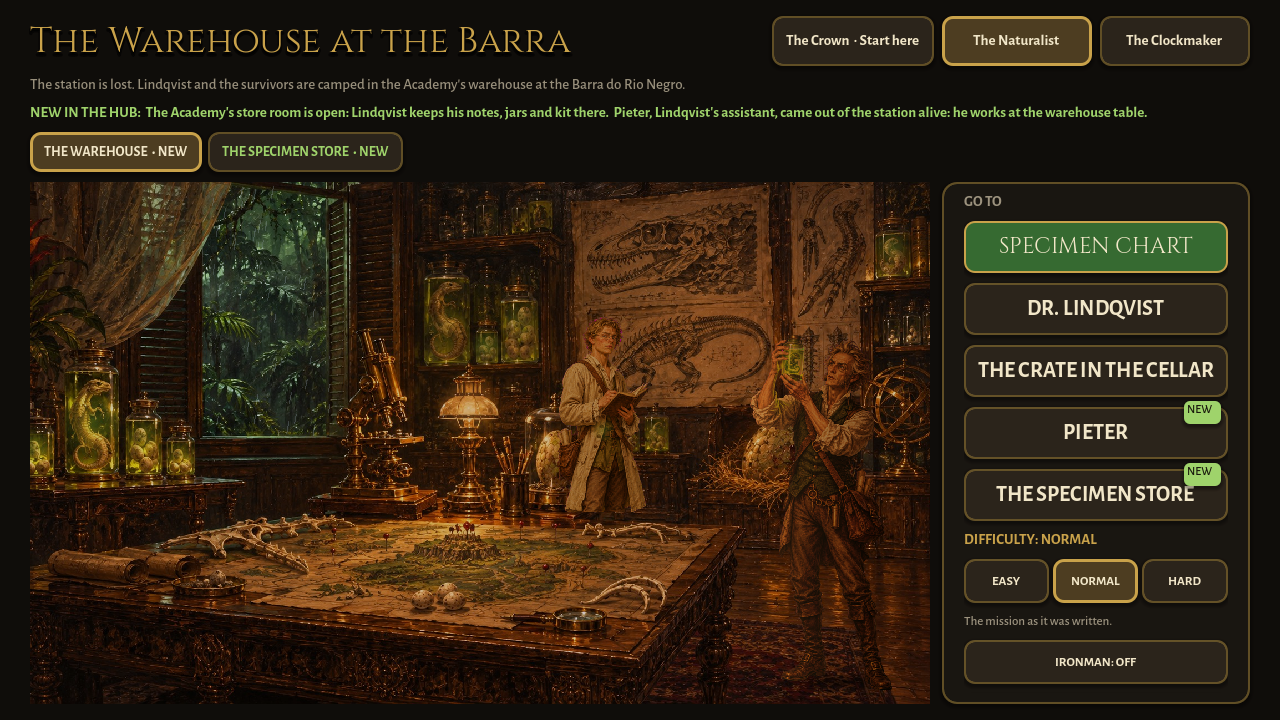 The Warehouse at the Barra
The Crown · Start here
The Naturalist
The Clockmaker
The station is lost. Lindqvist and the survivors are camped in the Academy's warehouse at the Barra do Rio Negro.
NEW IN THE HUB: The Academy's store room is open: Lindqvist keeps his notes, jars and kit there. Pieter, Lindqvist's assistant, came out of the station alive: he works at the warehouse table.
THE WAREHOUSE · NEW
THE SPECIMEN STORE · NEW
GO TO
SPECIMEN CHART
DR. LINDQVIST
THE CRATE IN THE CELLAR
NEW
PIETER
NEW
THE SPECIMEN STORE
DIFFICULTY: NORMAL
EASY
NORMAL
HARD
The mission as it was written.
IRONMAN: OFF